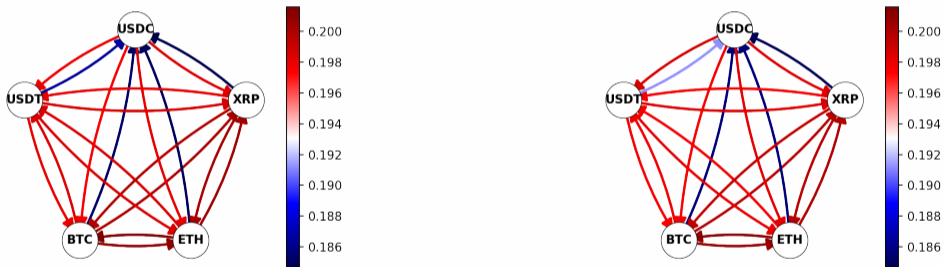 USDC
USDT
XRP
BTC
ETH
0.200
0.198
0.196
0.194
0.192
0.190
0.188
0.186
USDC
USDT
XRP
BTC
ETH
0.200
0.198
0.196
0.194
0.192
0.190
0.188
0.186